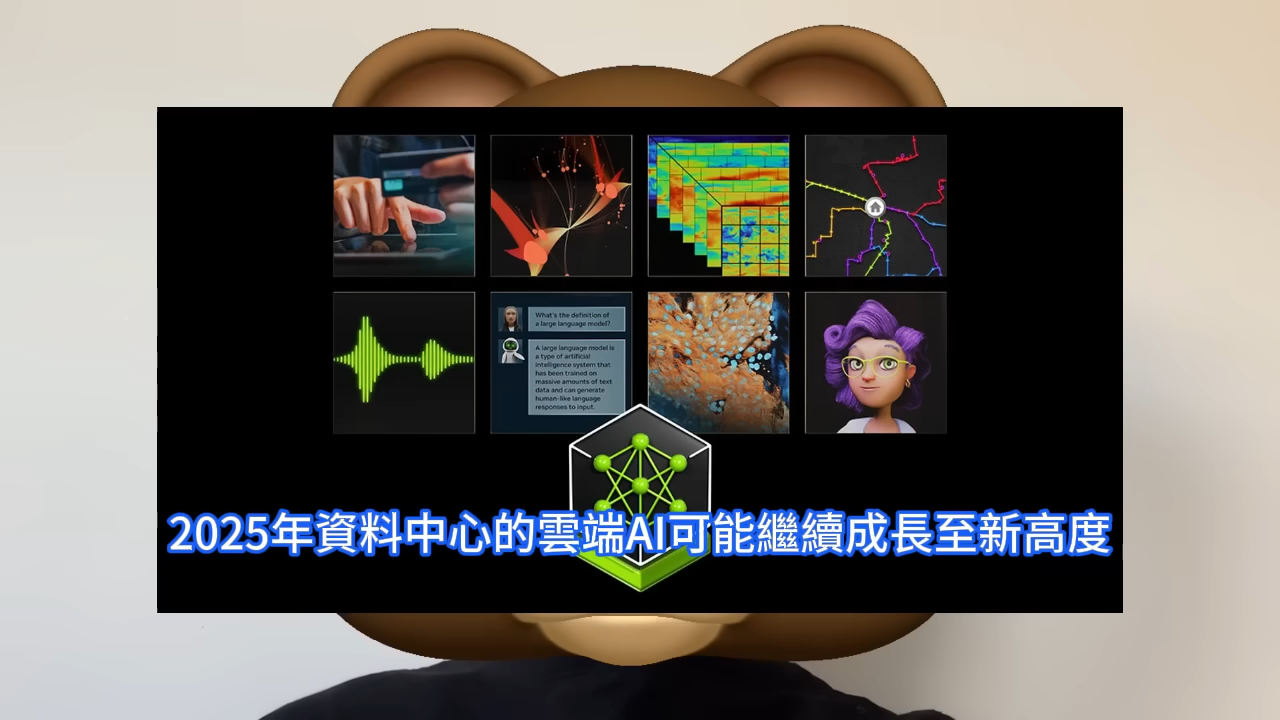 What's the definition of
a large language model?
A large language model is
a type of artificial
intelligence system that
has been trained on
massive amounts of text
data and can generate
human-like language
responses to input.
2025年資料中心的雲端AI可能繼續成長至新高度